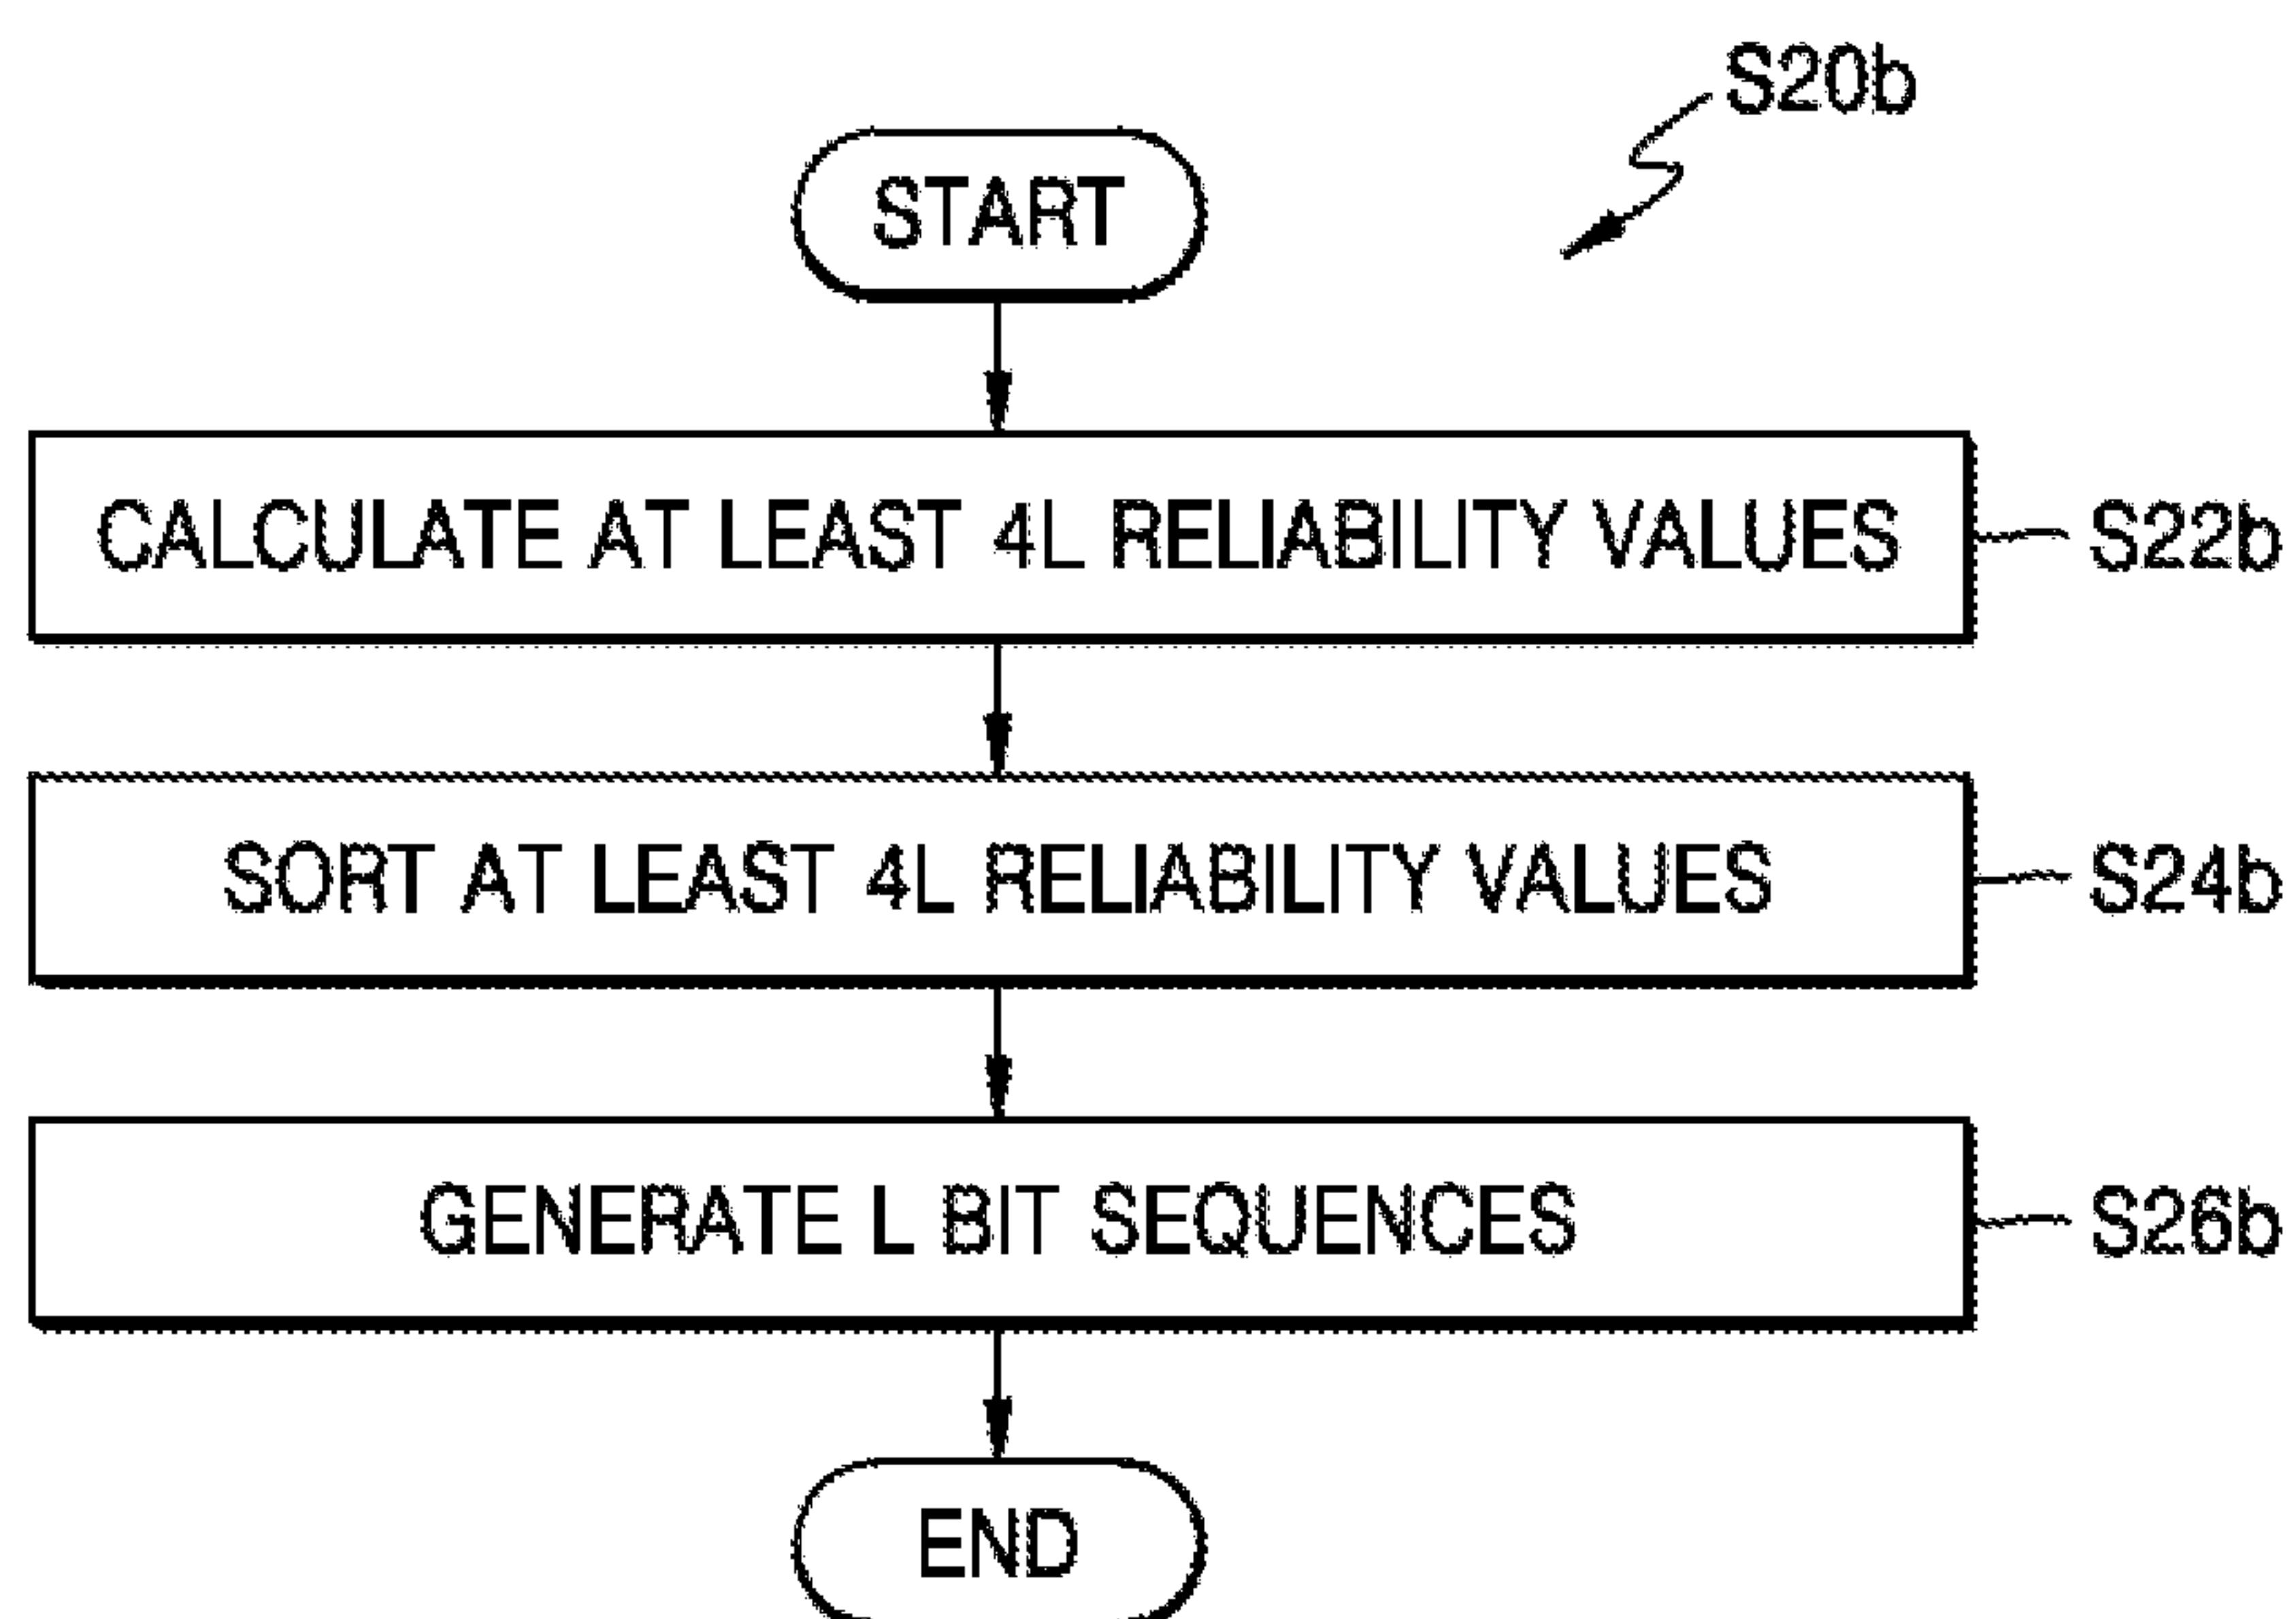 S20b
START
CALCULATE AT LEAST 4L RELIABILITY VALUES
S22b
SORT AT LEAST 4L RELIABILITY VALUES
S24b
GENERATE L BIT SEQUENCES
S26b
END